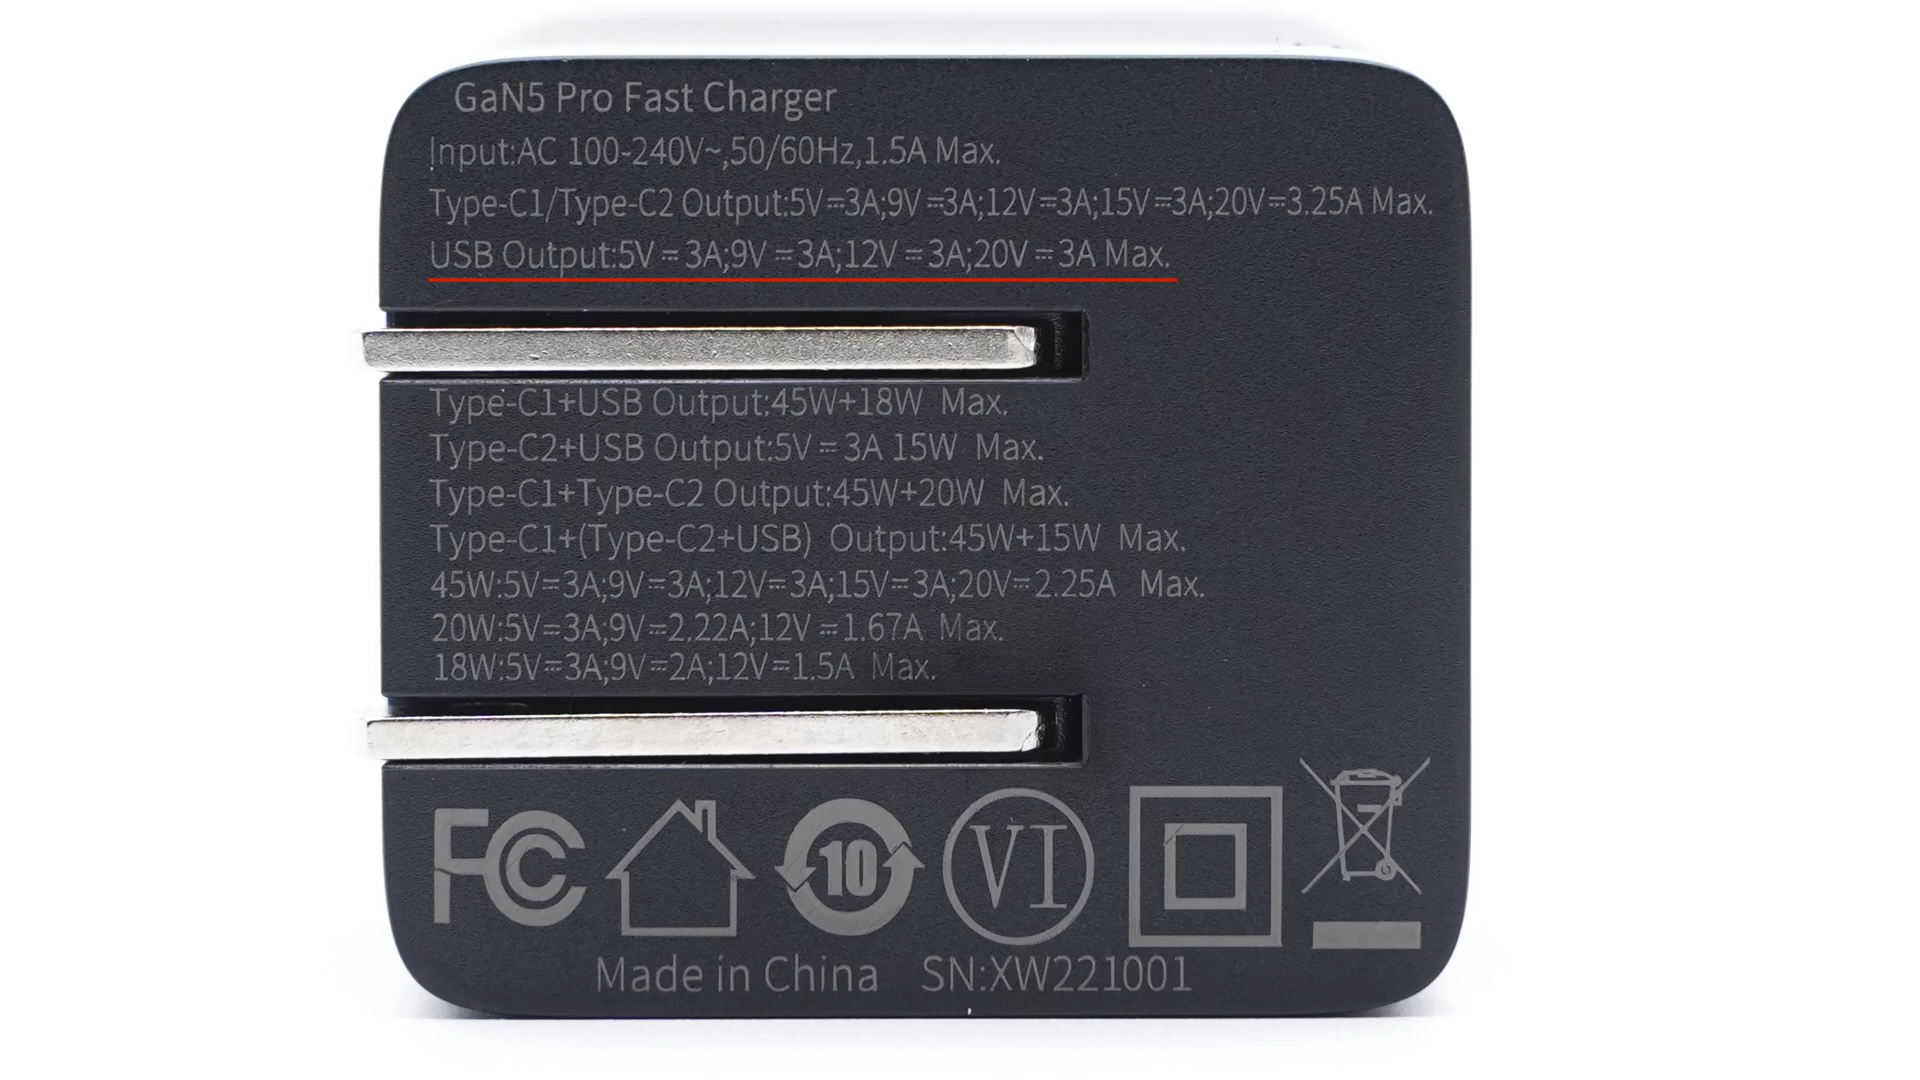 GaN5 Pro Fast Charger
Input:AC 100-240V~,50/60Hz,1.5A Max.
Type-C1/Type-C2 Output:5V⎓3A;9V⎓3A;12V⎓3A;15V⎓3A;20V⎓3.25A Max.
USB Output:5V⎓3A;9V⎓3A;12V⎓3A;20V⎓3A Max.
Type-C1+USB Output:45W+18W Max.
Type-C2+USB Output:5V⎓3A 15W Max.
Type-C1+Type-C2 Output:45W+20W Max.
Type-C1+(Type-C2+USB) Output:45W+15W Max.
45W:5V⎓3A;9V⎓3A;12V⎓3A;15V⎓3A;20V⎓2.25A Max.
20W:5V⎓3A;9V⎓2.22A;12V⎓1.67A Max.
18W:5V⎓3A;9V⎓2A;12V⎓1.5A Max.
FC 10 VI
Made in China SN:XW221001